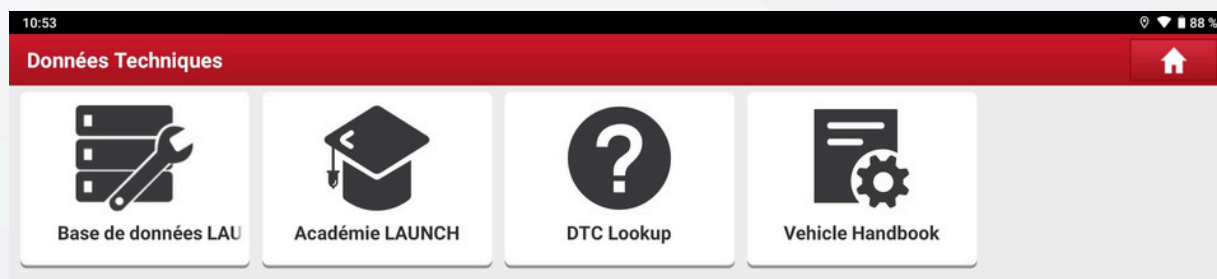 10:53
88 %
Données Techniques
Base de données LAU
Académie LAUNCH
DTC Lookup
Vehicle Handbook